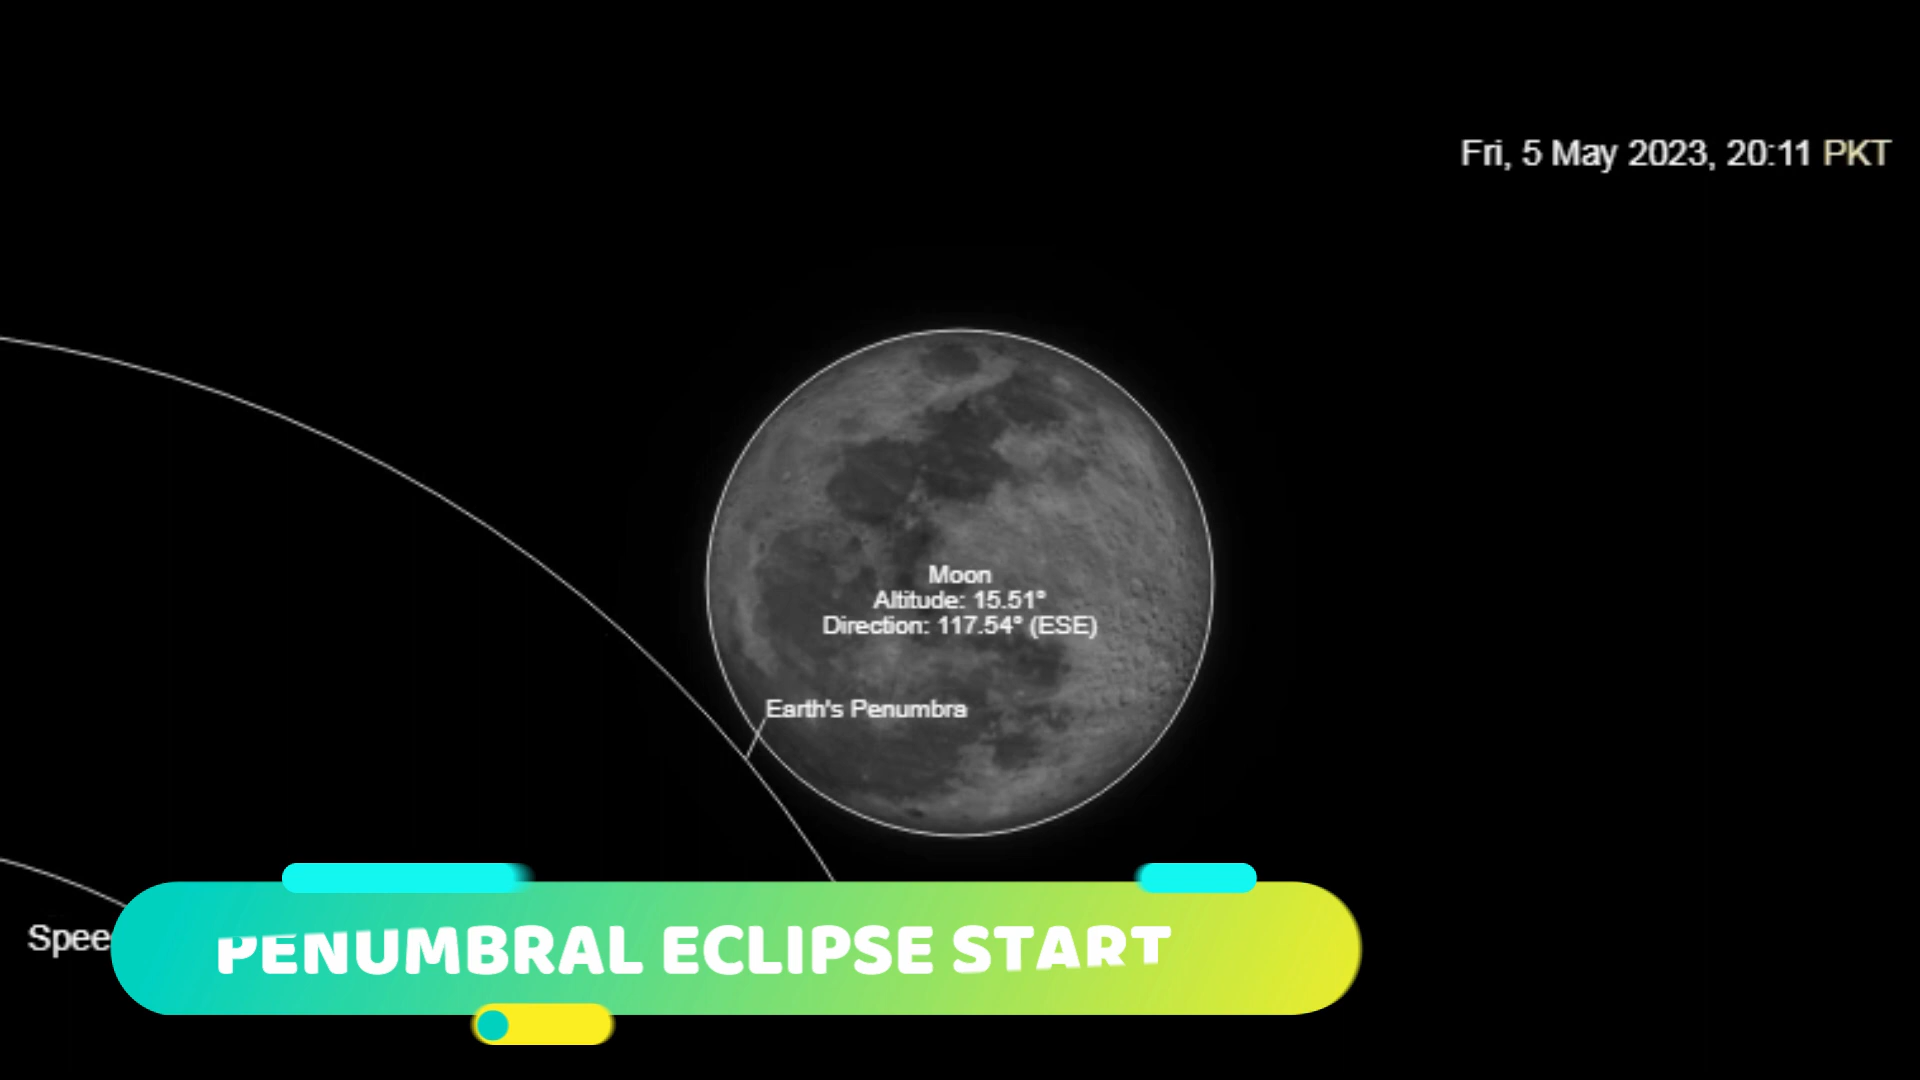 Fri, 5 May 2023, 20:11 PKT
Moon
Altitude: 15.51°
Direction: 117.54° (ESE)
Earth's Penumbra
Spee
PENUMBRAL ECLIPSE START